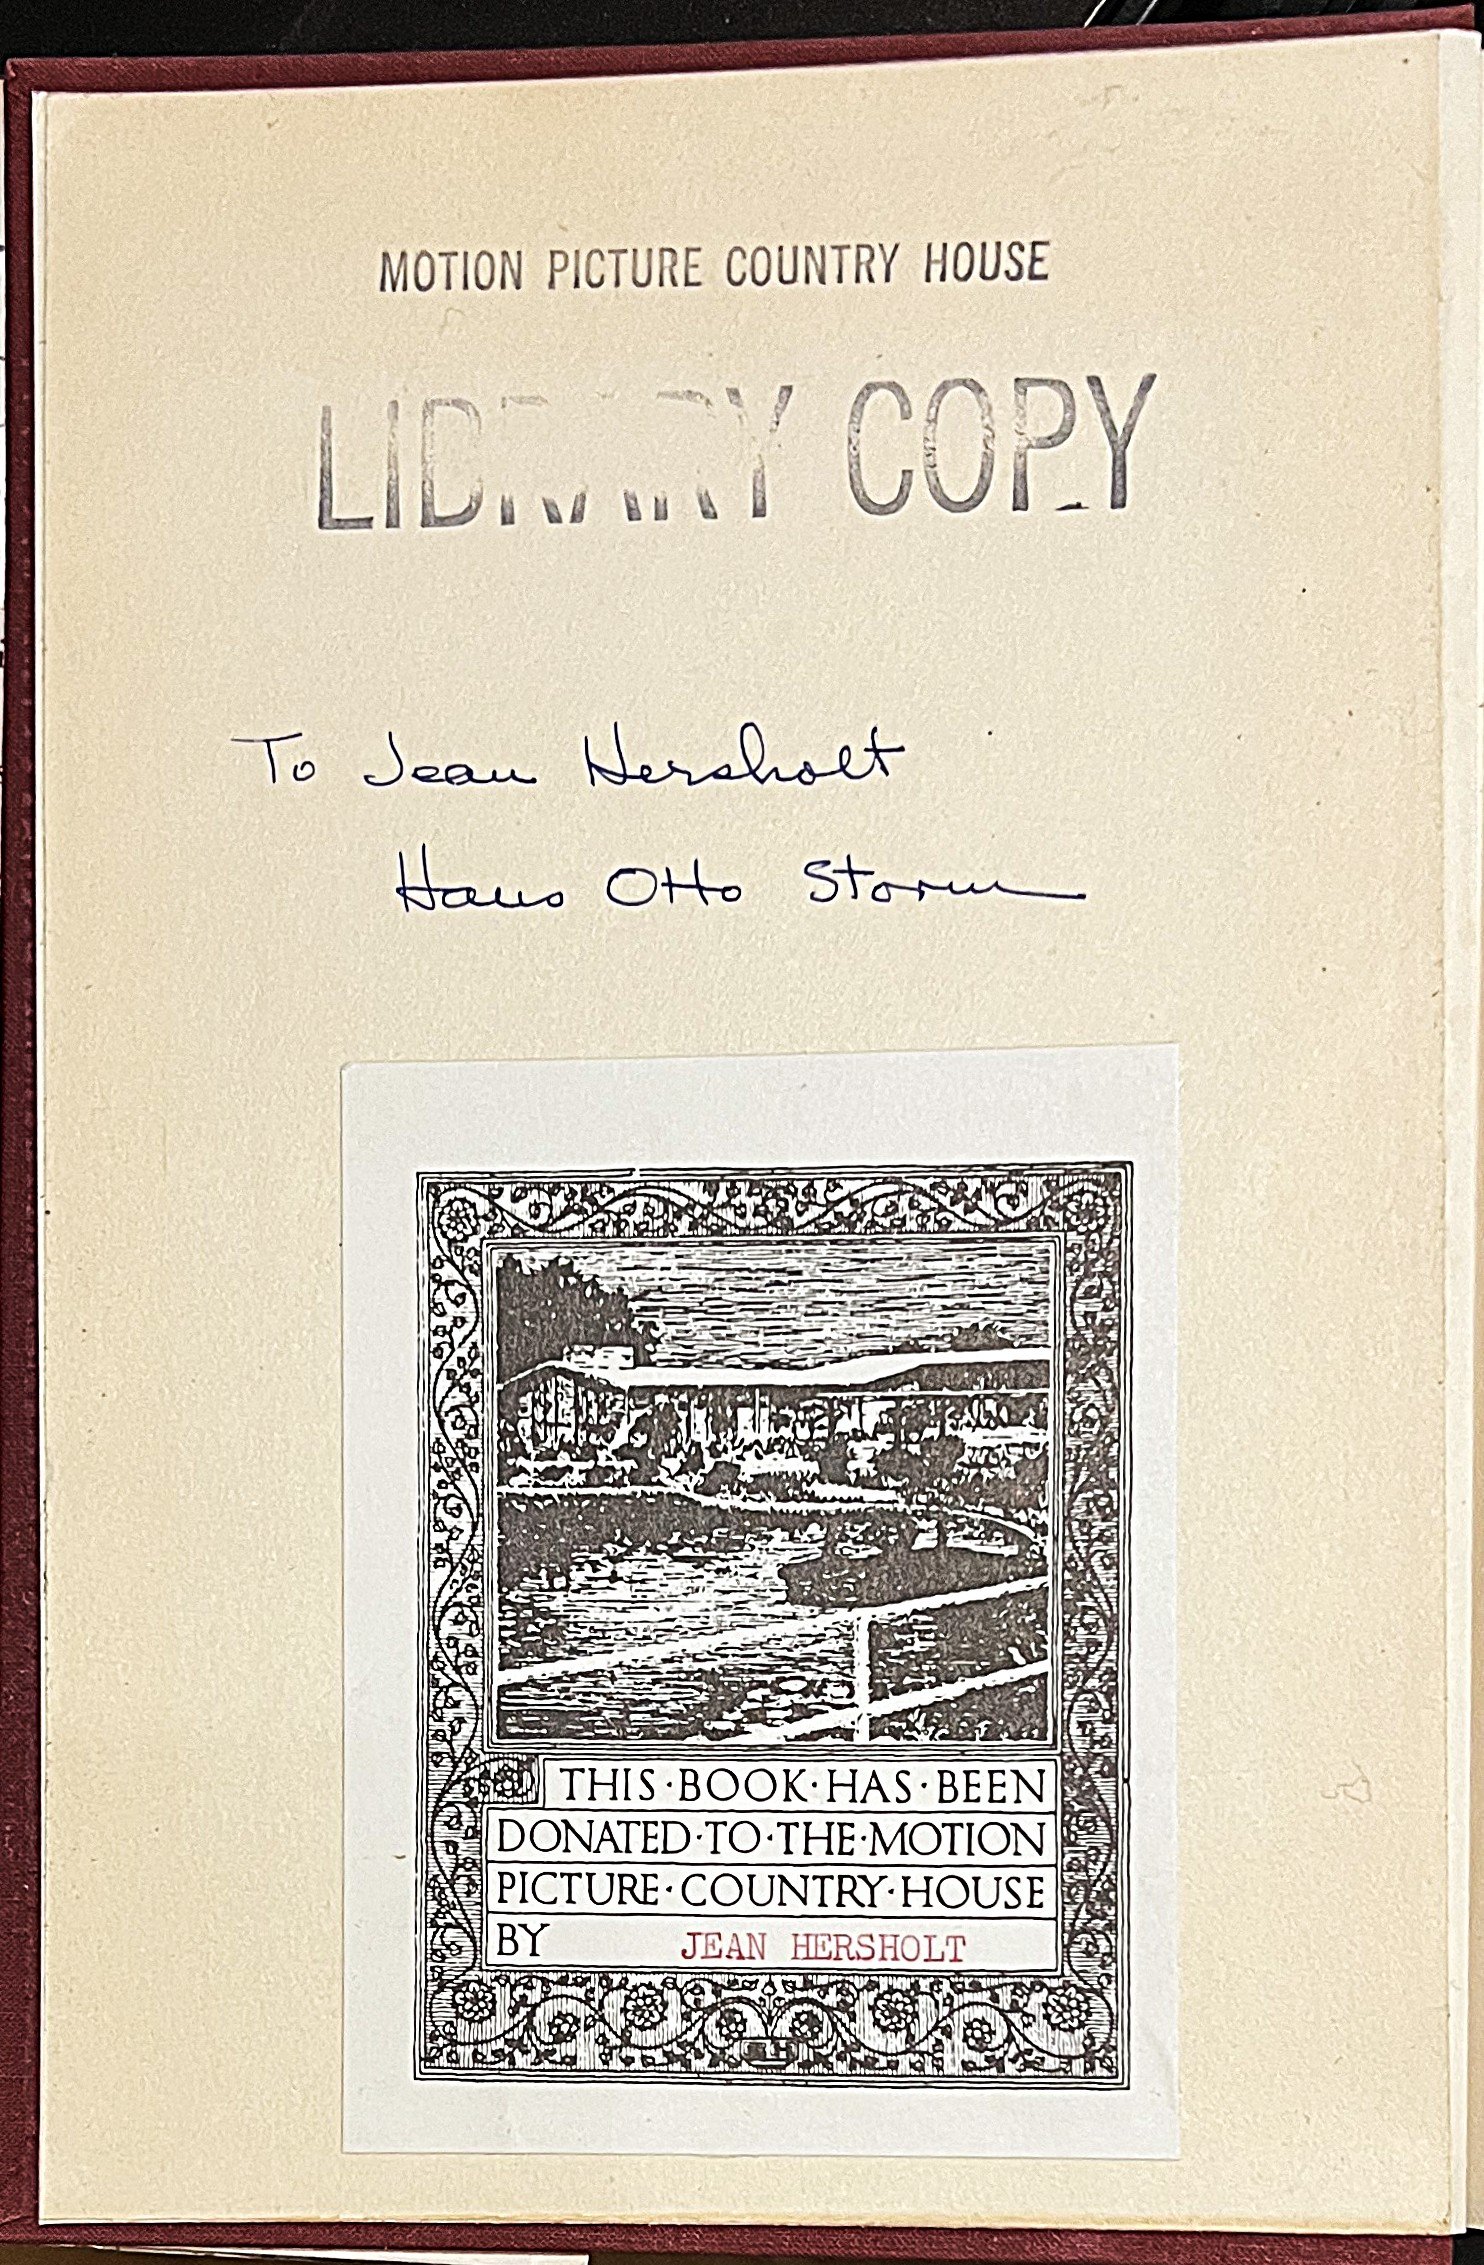 MOTION PICTURE COUNTRY HOUSE
LIBRARY COPY
To Jean Hersholt
Hans Otto Storm
THIS·BOOK·HAS·BEEN
DONATED·TO·THE·MOTION
PICTURE·COUNTRY·HOUSE
BY JEAN HERSHOLT